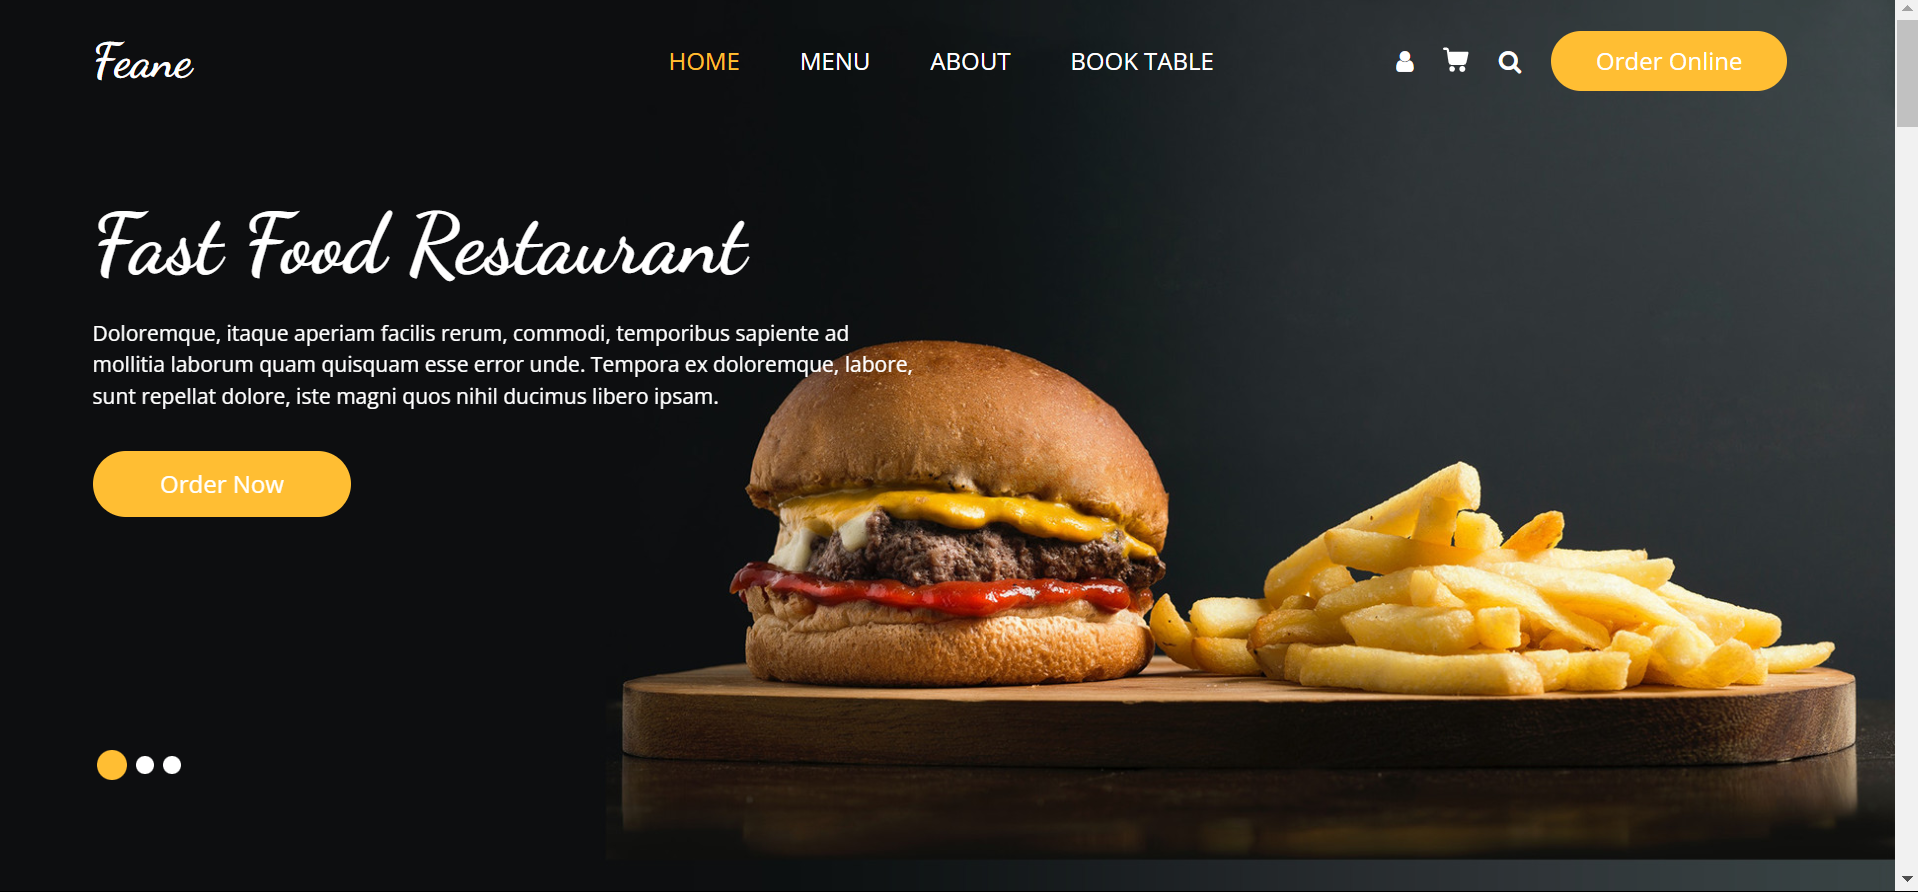 Feane
HOME MENU ABOUT BOOK TABLE Order Online
Fast Food Restaurant
Doloremque, itaque aperiam facilis rerum, commodi, temporibus sapiente ad
mollitia laborum quam quisquam esse error unde. Tempora ex doloremque, labore,
sunt repellat dolore, iste magni quos nihil ducimus libero ipsam.
Order Now